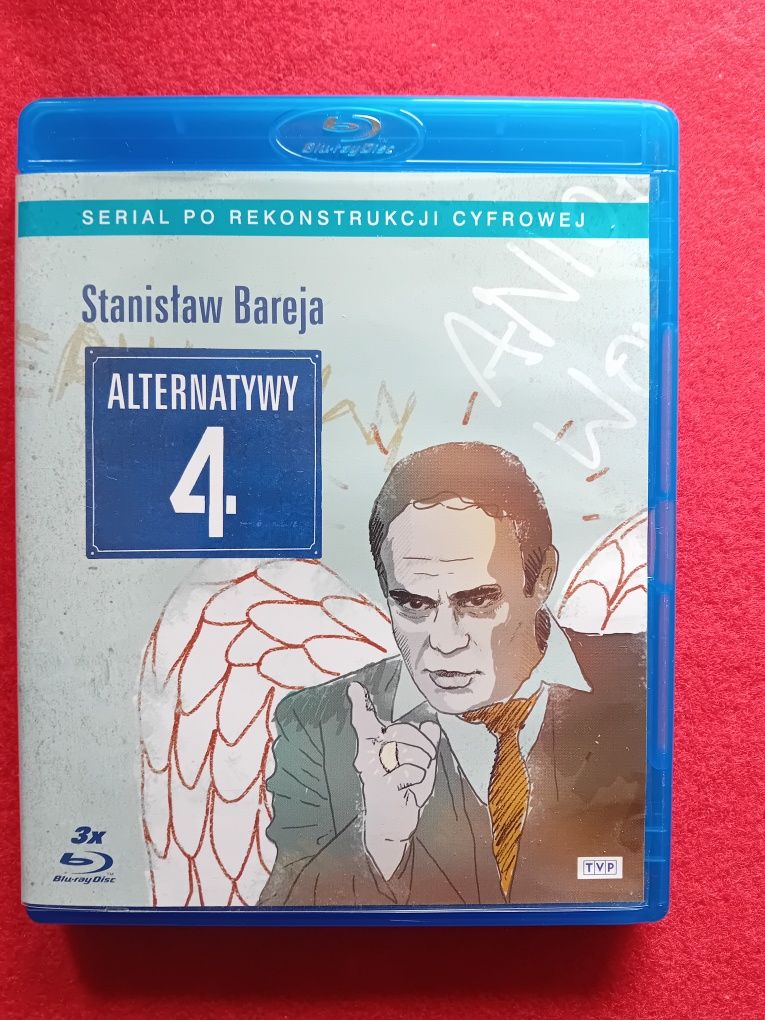 Blu-ray Disc
SERIAL PO REKONSTRUKCJI CYFROWEJ
Stanisław Bareja
ALTERNATYWY
4.
3x
Blu-ray Disc
TVP